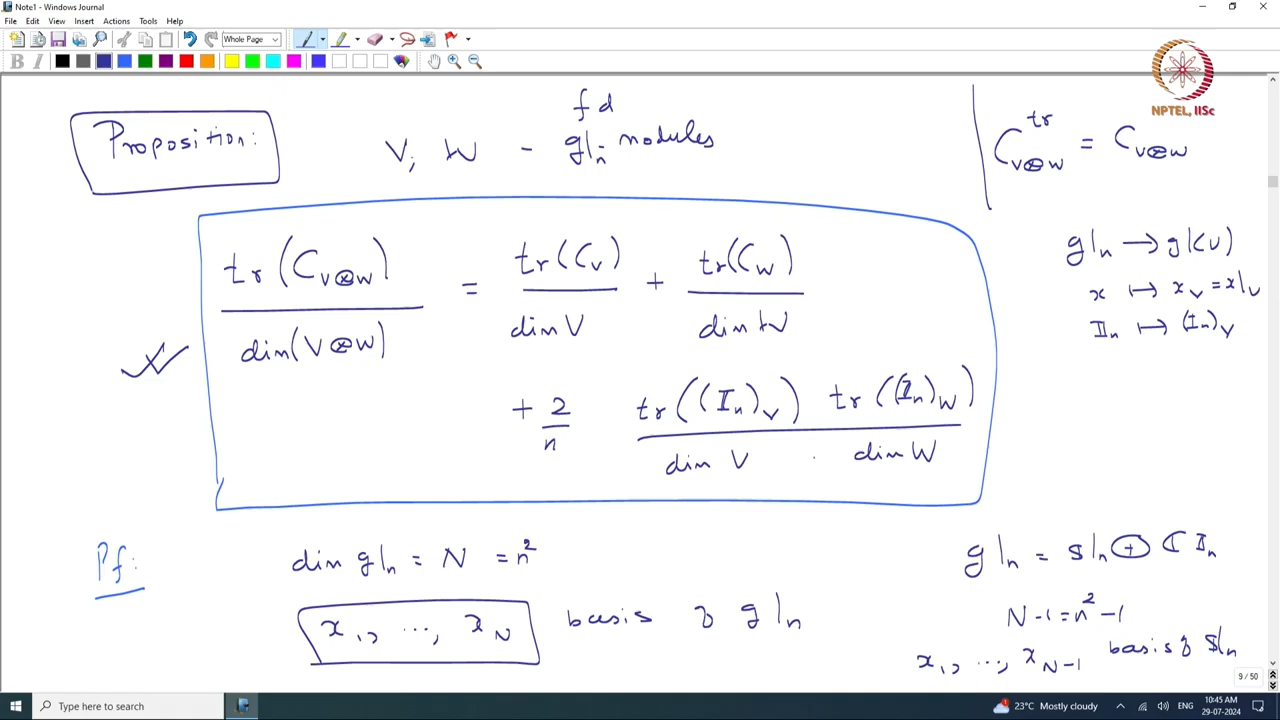 Note1 - Windows Journal
File Edit View Insert Actions Tools Help
Whole Page
B I
NPTEL, IISc
Proposition:
V, W - fd gl_n modules
C^{tr}_{V⊗W} = C_{V⊗W}
gl_n → gl(V)
x ↦ x_V = x|_V
I_n ↦ (I_n)_V
tr(C_{V⊗W}) / dim(V⊗W) = tr(C_V) / dim V + tr(C_W) / dim W
+ 2/n tr((I_n)_V) tr((I_n)_W) / dim V . dim W
Pf:
dim gl_n = N = n^2
gl_n = sl_n ⊕ ℂ I_n
N-1 = n^2 - 1
x_1, ..., x_N basis of gl_n
x_1, ..., x_{N-1} basis of sl_n
9 / 50
Type here to search
23°C Mostly cloudy
ENG
10:45 AM
29-07-2024